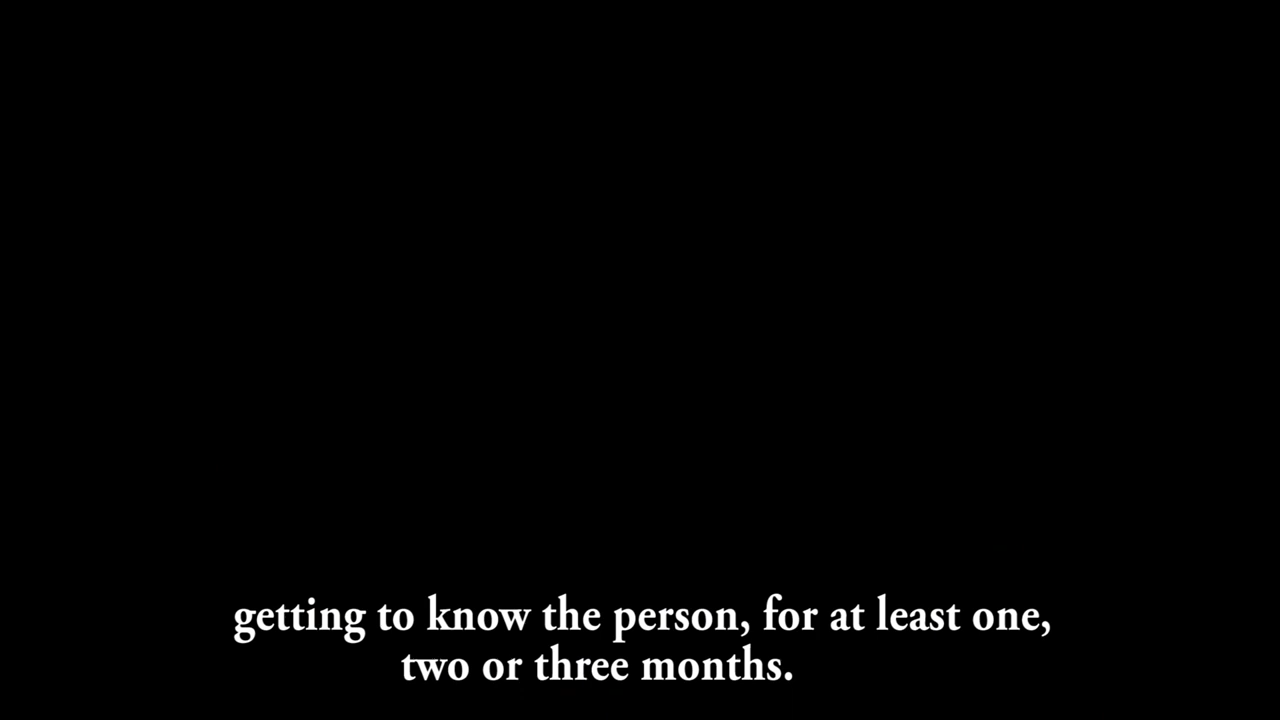 getting to know the person, for at least one,
two or three months.